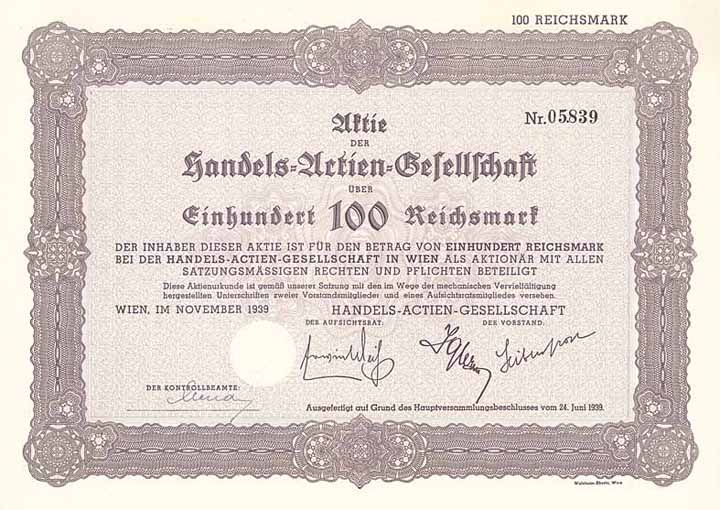 100 REICHSMARK
Aktie
Nr. 05839
DER
Handels-Actien-Gesellschaft
ÜBER
Einhundert 100 Reichsmark
DER INHABER DIESER AKTIE IST FÜR DEN BETRAG VON EINHUNDERT REICHSMARK
BEI DER HANDELS-ACTIEN-GESELLSCHAFT IN WIEN ALS AKTIONÄR MIT ALLEN
SATZUNGSMÄSSIGEN RECHTEN UND PFLICHTEN BETEILIGT
Diese Aktienurkunde ist gemäß unserer Satzung mit den im Wege der mechanischen Vervielfältigung
hergestellten Unterschriften zweier Vorstandsmitglieder und eines Aufsichtsratsmitgliedes versehen.
WIEN, IM NOVEMBER 1939 HANDELS-ACTIEN-GESELLSCHAFT
DER AUFSICHTSRAT: DER VORSTAND:
DER KONTROLLBEAMTE:
Ausgefertigt auf Grund des Hauptversammlungsbeschlusses vom 24. Juni 1939.